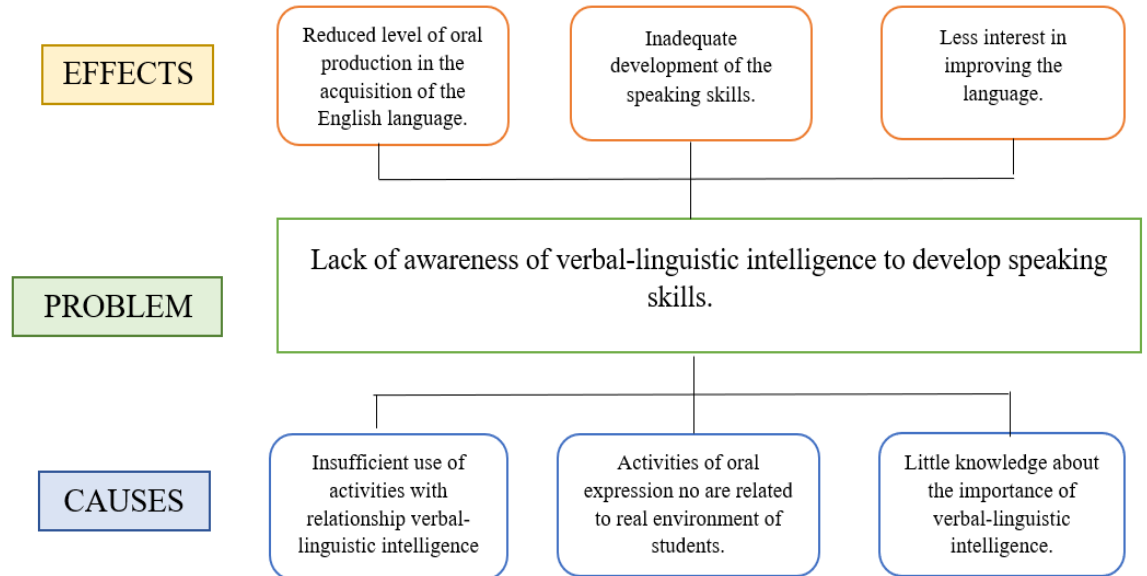 EFFECTS
Reduced level of oral
production in the
acquisition of the
English language.
Inadequate
development of the
speaking skills.
Less interest in
improving the
language.
PROBLEM
Lack of awareness of verbal-linguistic intelligence to develop speaking
skills.
CAUSES
Insufficient use of
activities with
relationship verbal-
linguistic intelligence
Activities of oral
expression no are related
to real environment of
students.
Little knowledge about
the importance of
verbal-linguistic
intelligence.